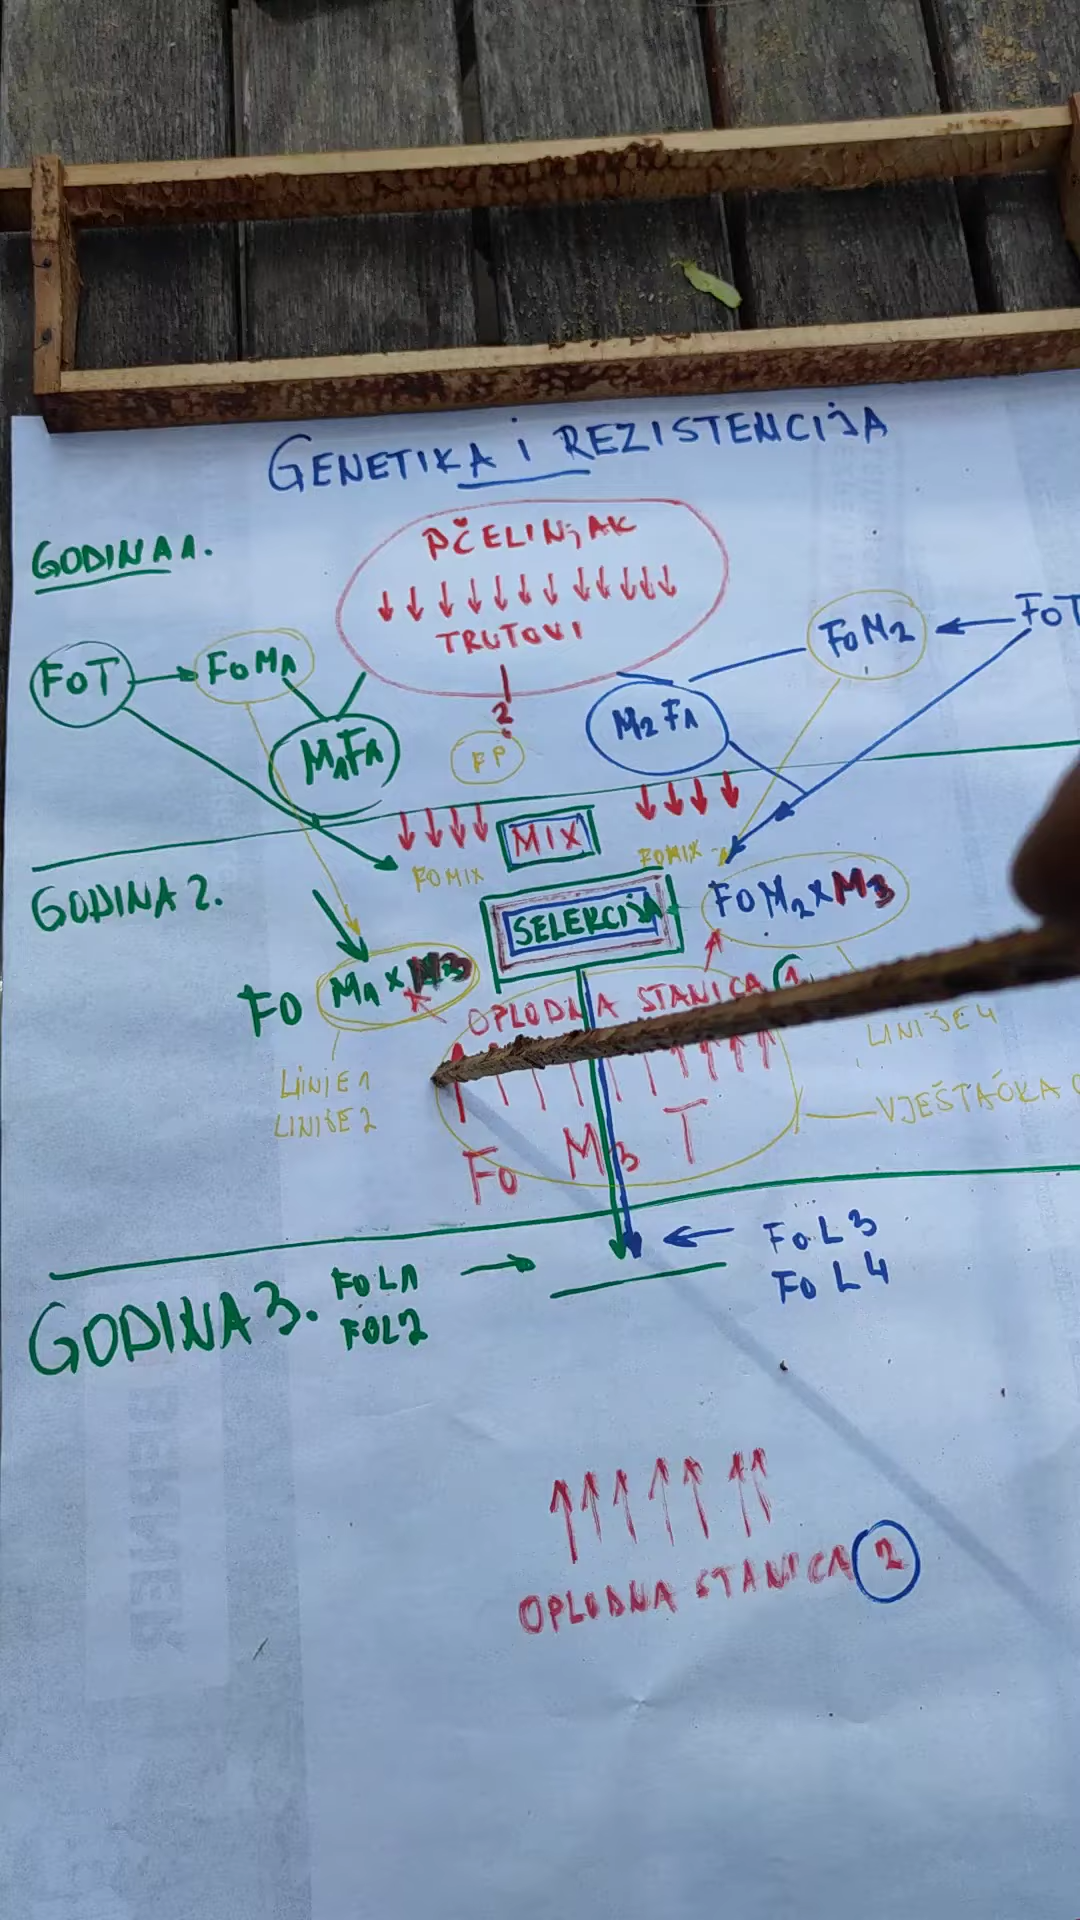 GENETIKA i REZISTENCIJA
GODINA 1.
PČELINjAK
TRUTOVI
FOT
FOM1
FOM2
FOT
M1F1
2
FP
M2F1
MIX
FOMIX
FOMIX
GODINA 2.
SELEKCIJA
FOM2xM3
FO M1xM3
OPLODNA STANICA 1
LINIJE 1
LINIJE 2
LINIJE 4
VJEŠTAČKA O
FO M3 T
GODINA 3.
FOL1
FOL2
FOL3
FOL4
OPLODNA STANICA 2